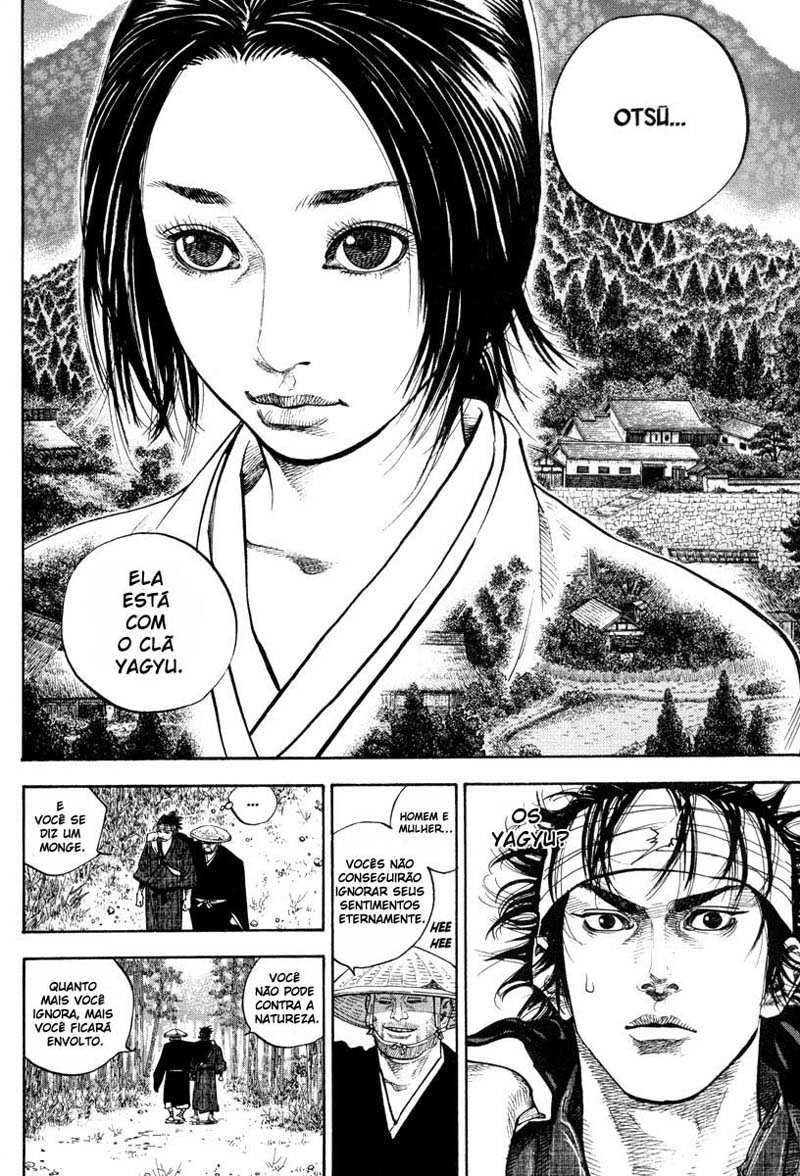 OTSŪ...
ELA
ESTÁ
COM
O CLÃ
YAGYU.
OS
YAGYU?
HOMEM E
MULHER...
VOCÊS NÃO
CONSEGUIRÃO
IGNORAR SEUS
SENTIMENTOS
ETERNAMENTE.
HEE
HEE
...
E
VOCÊ SE
DIZ UM
MONGE.
VOCÊ
NÃO PODE
CONTRA A
NATUREZA.
QUANTO
MAIS VOCÊ
IGNORA, MAIS
VOCÊ FICARÁ
ENVOLTO.